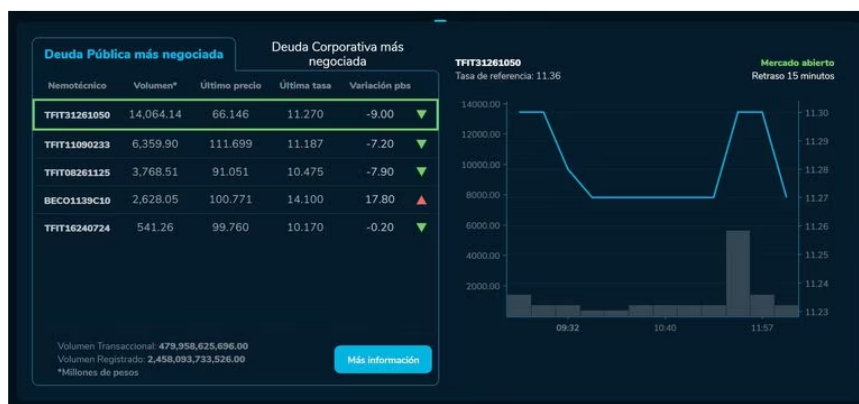 Deuda Pública más negociada
Deuda Corporativa más
negociada
Nemotécnico Volumen* Último precio Última tasa Variación pbs
TFIT31261050 14,064.14 66.146 11.270 -9.00 ▼
TFIT11090233 6,359.90 111.699 11.187 -7.20 ▼
TFIT08261125 3,768.51 91.051 10.475 -7.90 ▼
BECO1139C10 2,628.05 100.771 14.100 17.80 ▲
TFIT16240724 541.26 99.760 10.170 -0.20 ▼
Volumen Transaccional: 479,958,625,696.00
Volumen Registrado: 2,458,093,733,526.00
*Millones de pesos
Más información
TFIT31261050 Mercado abierto
Tasa de referencia: 11.36 Retraso 15 minutos
14000.00 11.30
12000.00 11.29
10000.00 11.28
8000.00 11.27
6000.00 11.26
4000.00 11.25
2000.00 11.24
11.23
09:32 10:40 11:57